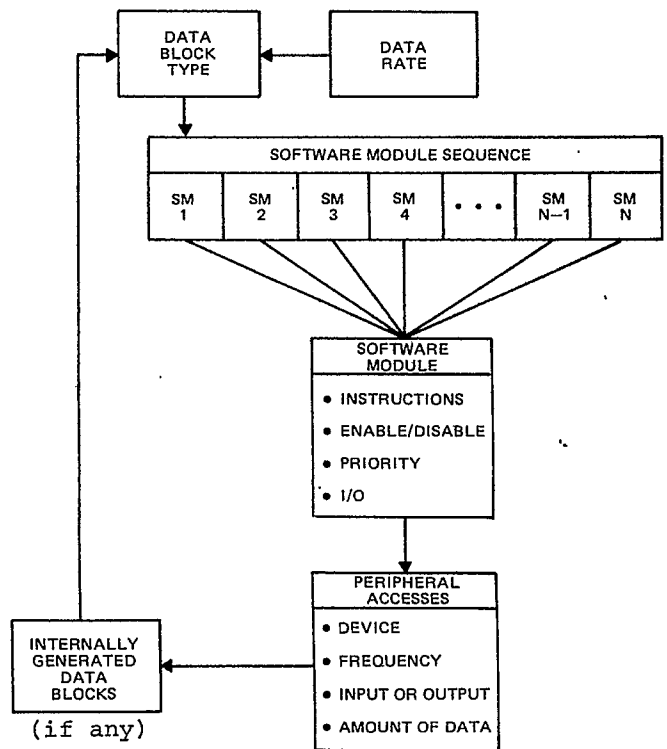 DATA
BLOCK
TYPE
DATA
RATE
SOFTWARE MODULE SEQUENCE
SM
1
SM
2
SM
3
SM
4
• • •
SM
N–1
SM
N
SOFTWARE
MODULE
• INSTRUCTIONS
• ENABLE/DISABLE
• PRIORITY
• I/O
PERIPHERAL
ACCESSES
• DEVICE
• FREQUENCY
• INPUT OR OUTPUT
• AMOUNT OF DATA
INTERNALLY
GENERATED
DATA
BLOCKS
(if any)